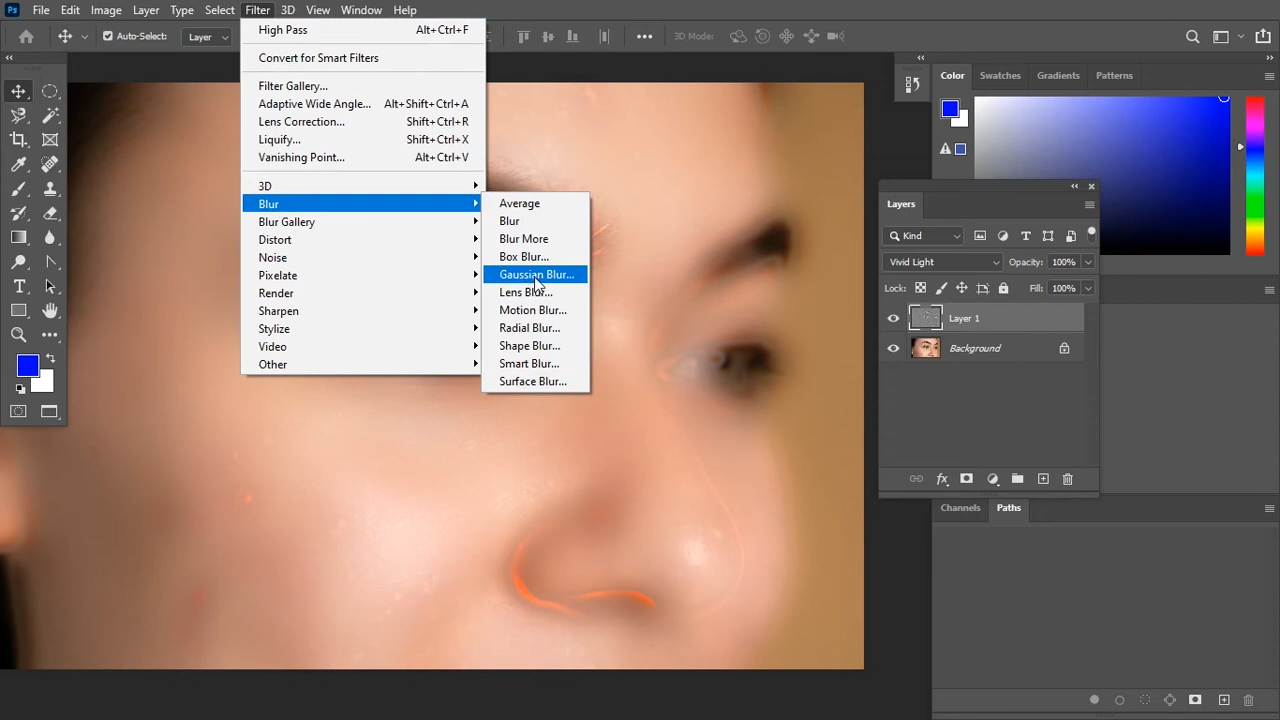 Ps File Edit Image Layer Type Select Filter 3D View Window Help
Auto-Select: Layer 3D Mode:
High Pass Alt+Ctrl+F
Convert for Smart Filters
Filter Gallery...
Adaptive Wide Angle... Alt+Shift+Ctrl+A
Lens Correction... Shift+Ctrl+R
Liquify... Shift+Ctrl+X
Vanishing Point... Alt+Ctrl+V
3D
Blur
Blur Gallery
Distort
Noise
Pixelate
Render
Sharpen
Stylize
Video
Other
Average
Blur
Blur More
Box Blur...
Gaussian Blur...
Lens Blur...
Motion Blur...
Radial Blur...
Shape Blur...
Smart Blur...
Surface Blur...
Color Swatches Gradients Patterns
Layers
Kind
Vivid Light Opacity: 100%
Lock: Fill: 100%
Layer 1
Background
Channels Paths